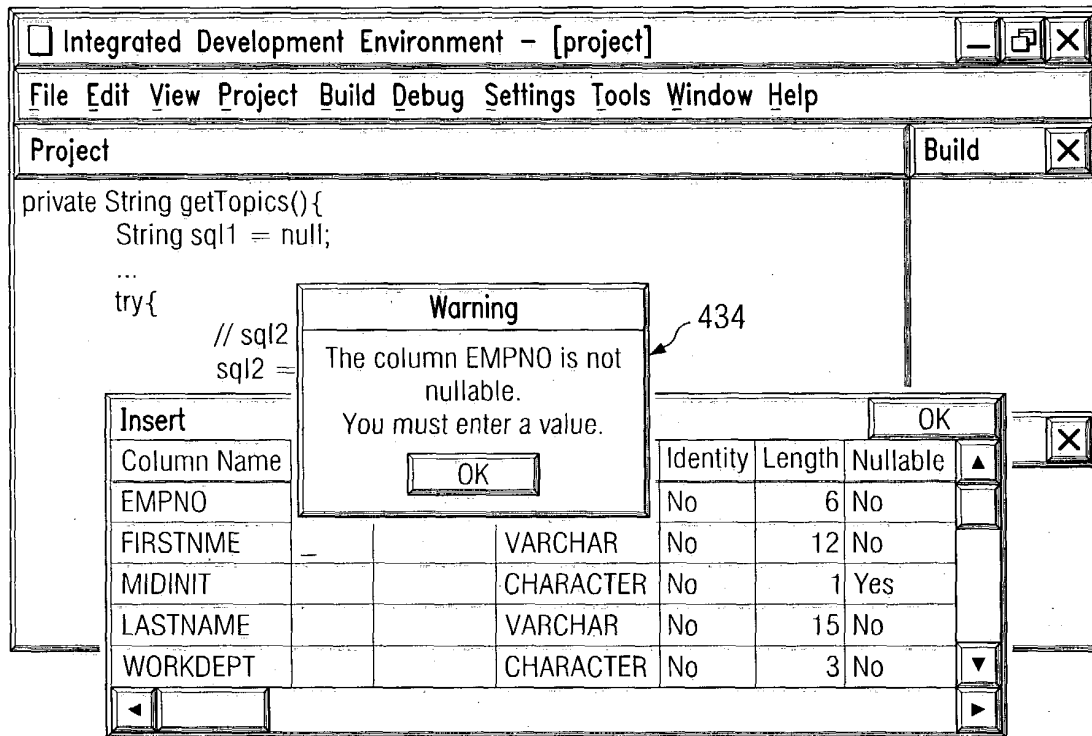 Integrated Development Environment – [project]
File Edit View Project Build Debug Settings Tools Window Help
Project Build
private String getTopics(){
String sql1 = null;
...
try{
// sql2
sql2 =
Warning
The column EMPNO is not
nullable.
You must enter a value.
OK
434
Insert OK
Column Name Identity Length Nullable
EMPNO No 6 No
FIRSTNME _ VARCHAR No 12 No
MIDINIT CHARACTER No 1 Yes
LASTNAME VARCHAR No 15 No
WORKDEPT CHARACTER No 3 No